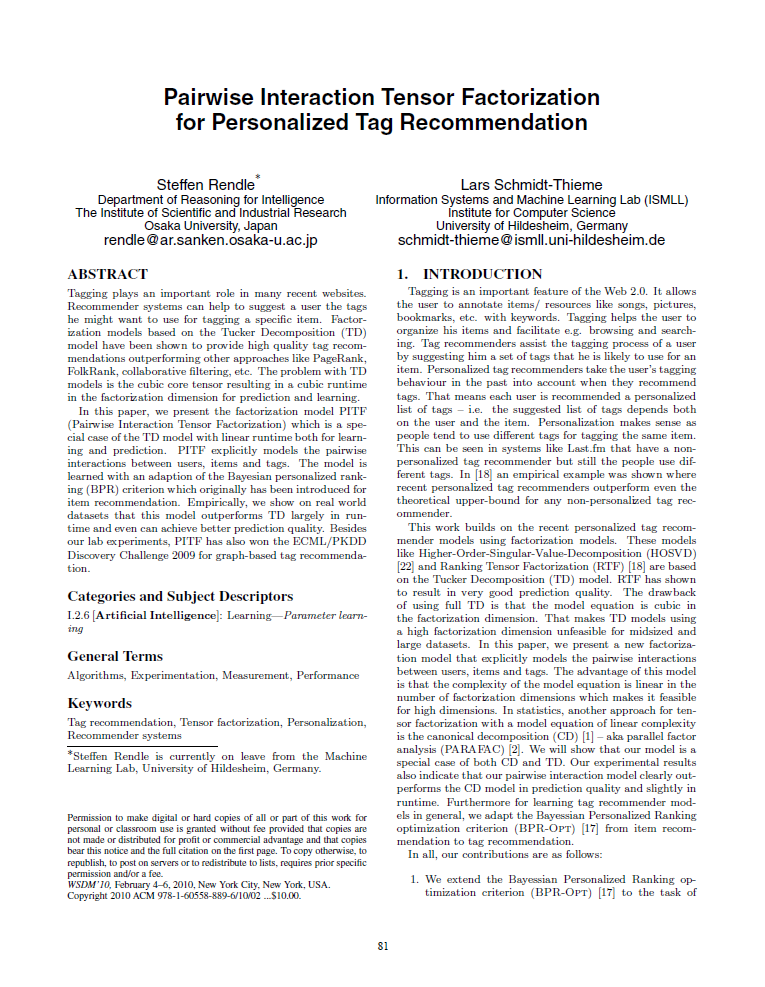 Pairwise Interaction Tensor Factorization
for Personalized Tag Recommendation
Steffen Rendle*
Department of Reasoning for Intelligence
The Institute of Scientific and Industrial Research
Osaka University, Japan
rendle@ar.sanken.osaka-u.ac.jp
Lars Schmidt-Thieme
Information Systems and Machine Learning Lab (ISMLL)
Institute for Computer Science
University of Hildesheim, Germany
schmidt-thieme@ismll.uni-hildesheim.de
ABSTRACT
Tagging plays an important role in many recent websites.
Recommender systems can help to suggest a user the tags
he might want to use for tagging a specific item. Factor-
ization models based on the Tucker Decomposition (TD)
model have been shown to provide high quality tag recom-
mendations outperforming other approaches like PageRank,
FolkRank, collaborative filtering, etc. The problem with TD
models is the cubic core tensor resulting in a cubic runtime
in the factorization dimension for prediction and learning.
In this paper, we present the factorization model PITF
(Pairwise Interaction Tensor Factorization) which is a spe-
cial case of the TD model with linear runtime both for learn-
ing and prediction. PITF explicitly models the pairwise
interactions between users, items and tags. The model is
learned with an adaption of the Bayesian personalized rank-
ing (BPR) criterion which originally has been introduced for
item recommendation. Empirically, we show on real world
datasets that this model outperforms TD largely in run-
time and even can achieve better prediction quality. Besides
our lab experiments, PITF has also won the ECML/PKDD
Discovery Challenge 2009 for graph-based tag recommenda-
tion.
Categories and Subject Descriptors
I.2.6 [Artificial Intelligence]: Learning—Parameter learn-
ing
General Terms
Algorithms, Experimentation, Measurement, Performance
Keywords
Tag recommendation, Tensor factorization, Personalization,
Recommender systems
*Steffen Rendle is currently on leave from the Machine
Learning Lab, University of Hildesheim, Germany.
Permission to make digital or hard copies of all or part of this work for
personal or classroom use is granted without fee provided that copies are
not made or distributed for profit or commercial advantage and that copies
bear this notice and the full citation on the first page. To copy otherwise, to
republish, to post on servers or to redistribute to lists, requires prior specific
permission and/or a fee.
WSDM'10, February 4–6, 2010, New York City, New York, USA.
Copyright 2010 ACM 978-1-60558-889-6/10/02 ...$10.00.
1. INTRODUCTION
Tagging is an important feature of the Web 2.0. It allows
the user to annotate items/ resources like songs, pictures,
bookmarks, etc. with keywords. Tagging helps the user to
organize his items and facilitate e.g. browsing and search-
ing. Tag recommenders assist the tagging process of a user
by suggesting him a set of tags that he is likely to use for an
item. Personalized tag recommenders take the user's tagging
behaviour in the past into account when they recommend
tags. That means each user is recommended a personalized
list of tags – i.e. the suggested list of tags depends both
on the user and the item. Personalization makes sense as
people tend to use different tags for tagging the same item.
This can be seen in systems like Last.fm that have a non-
personalized tag recommender but still the people use dif-
ferent tags. In [18] an empirical example was shown where
recent personalized tag recommenders outperform even the
theoretical upper-bound for any non-personalized tag rec-
ommender.
This work builds on the recent personalized tag recom-
mender models using factorization models. These models
like Higher-Order-Singular-Value-Decomposition (HOSVD)
[22] and Ranking Tensor Factorization (RTF) [18] are based
on the Tucker Decomposition (TD) model. RTF has shown
to result in very good prediction quality. The drawback
of using full TD is that the model equation is cubic in
the factorization dimension. That makes TD models using
a high factorization dimension unfeasible for midsized and
large datasets. In this paper, we present a new factoriza-
tion model that explicitly models the pairwise interactions
between users, items and tags. The advantage of this model
is that the complexity of the model equation is linear in the
number of factorization dimensions which makes it feasible
for high dimensions. In statistics, another approach for ten-
sor factorization with a model equation of linear complexity
is the canonical decomposition (CD) [1] – aka parallel factor
analysis (PARAFAC) [2]. We will show that our model is a
special case of both CD and TD. Our experimental results
also indicate that our pairwise interaction model clearly out-
performs the CD model in prediction quality and slightly in
runtime. Furthermore for learning tag recommender mod-
els in general, we adapt the Bayesian Personalized Ranking
optimization criterion (BPR-Opt) [17] from item recom-
mendation to tag recommendation.
In all, our contributions are as follows:
1. We extend the Bayesian Personalized Ranking op-
timization criterion (BPR-Opt) [17] to the task of
81